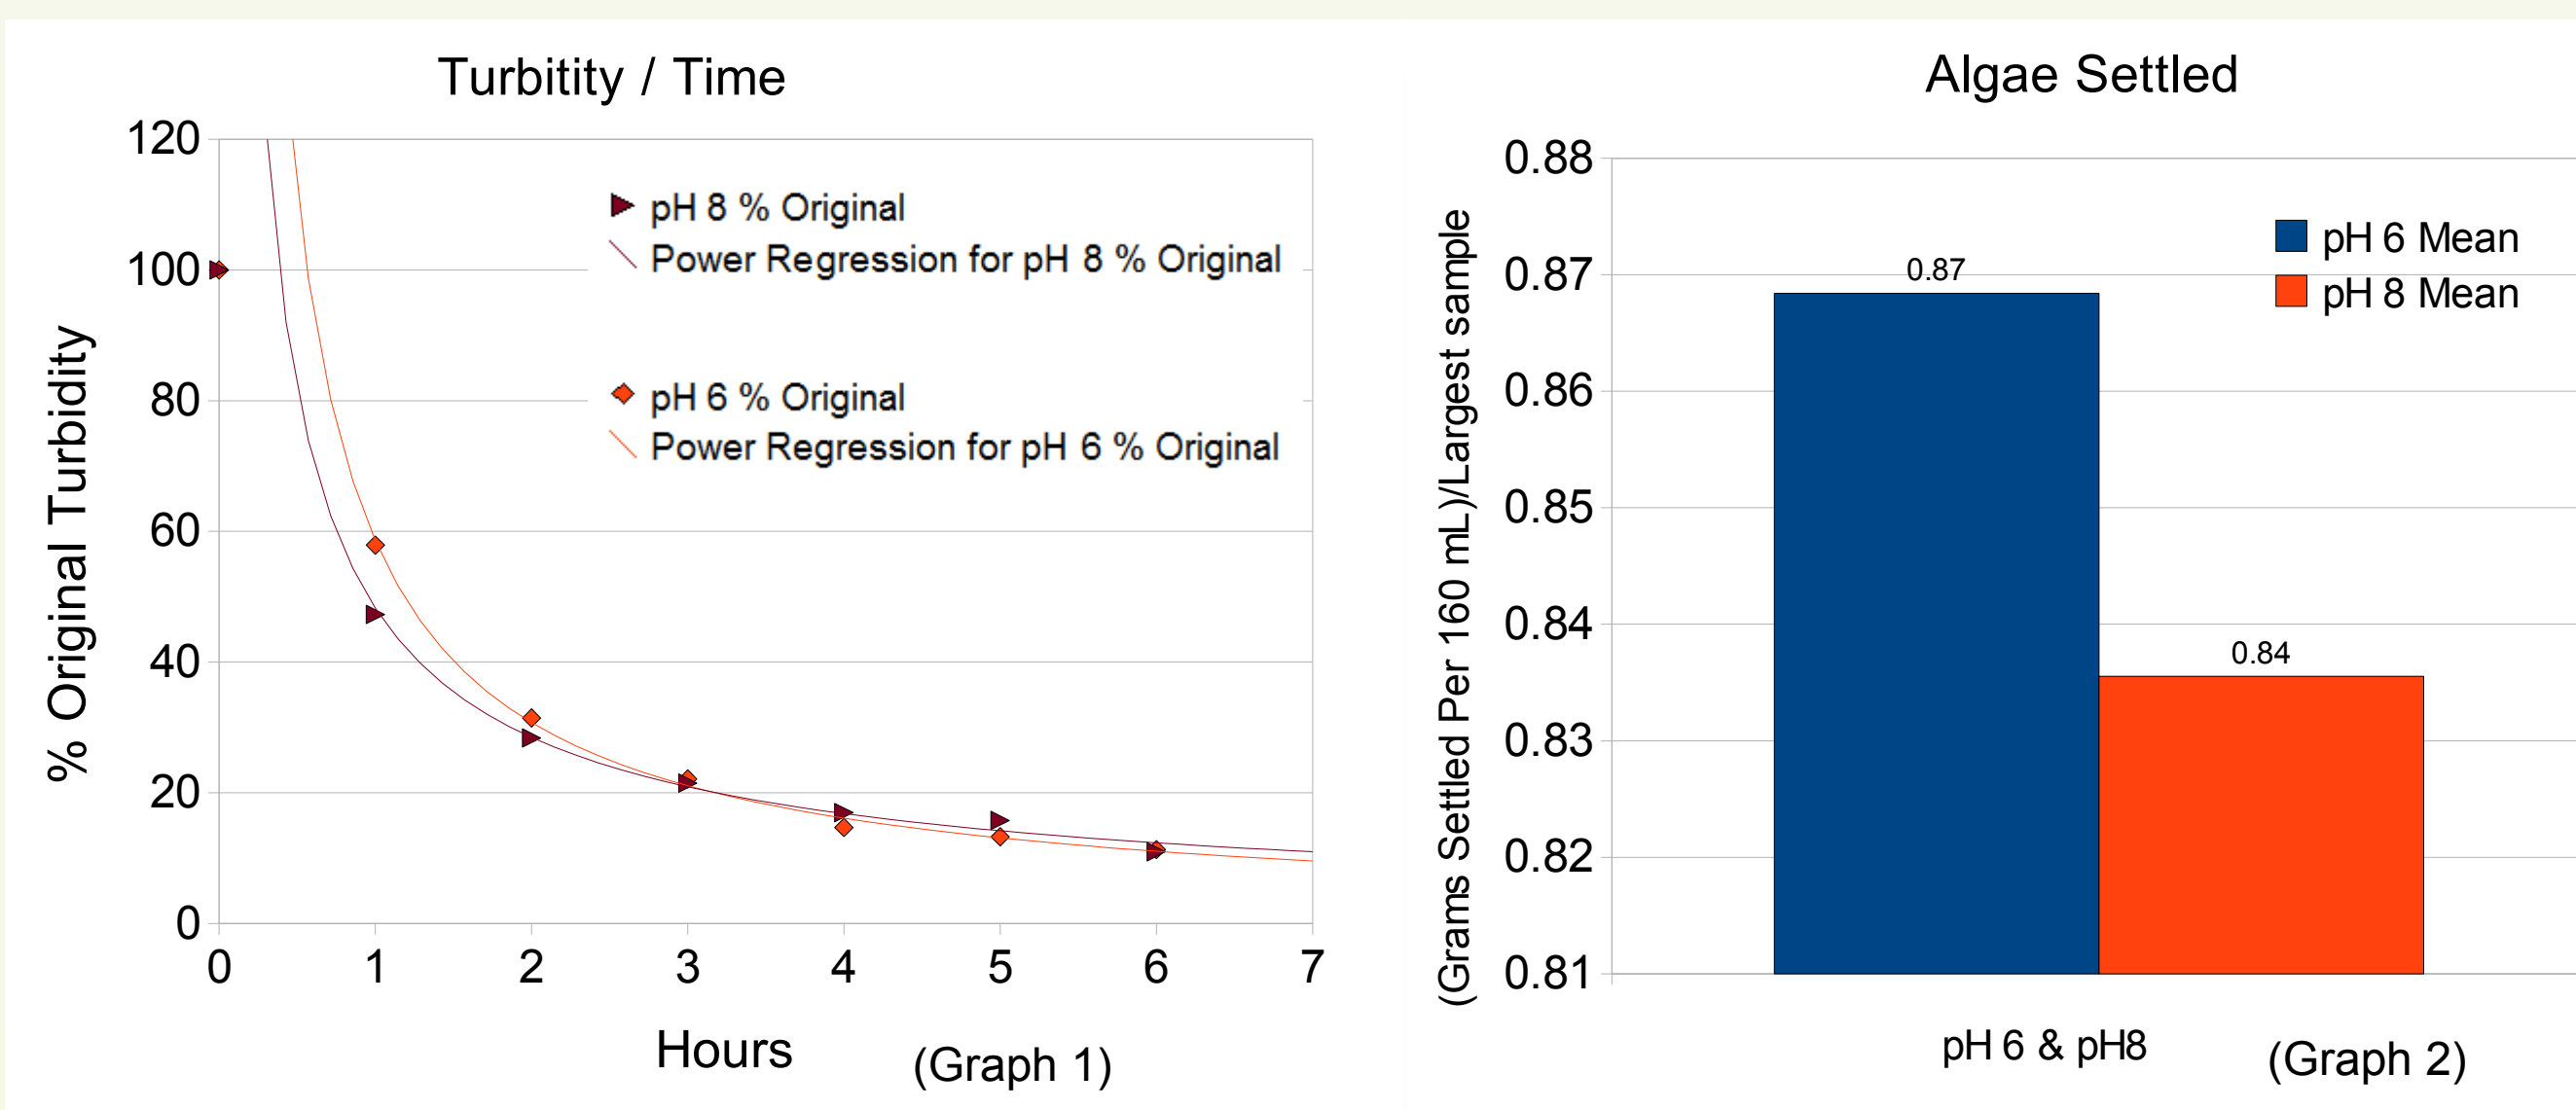 Turbitity / Time
% Original Turbidity
120
100
80
60
40
20
0
pH 8 % Original
Power Regression for pH 8 % Original
pH 6 % Original
Power Regression for pH 6 % Original
0 1 2 3 4 5 6 7
Hours
(Graph 1)
Algae Settled
(Grams Settled Per 160 mL)/Largest sample
0.88
0.87
0.86
0.85
0.84
0.83
0.82
0.81
0.87
0.84
pH 6 Mean
pH 8 Mean
pH 6 & pH8
(Graph 2)